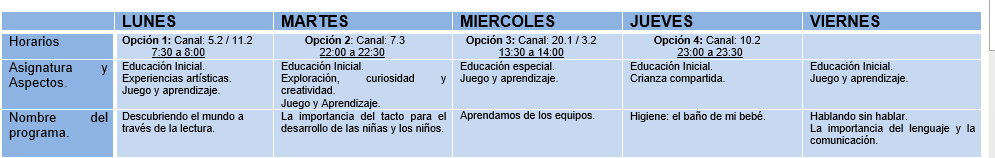 LUNES MARTES MIERCOLES JUEVES VIERNES
Horarios
Opción 1: Canal: 5.2 / 11.2
7:30 a 8:00
Opción 2: Canal: 7.3
22:00 a 22:30
Opción 3: Canal: 20.1 / 3.2
13:30 a 14:00
Opción 4: Canal: 10.2
23:00 a 23:30
Asignatura y
Aspectos.
Educación Inicial.
Experiencias artísticas.
Juego y aprendizaje.
Educación Inicial.
Exploración, curiosidad y
creatividad.
Juego y Aprendizaje.
Educación especial.
Juego y aprendizaje.
Educación Inicial.
Crianza compartida.
Educación Inicial.
Juego y aprendizaje.
Nombre del
programa.
Descubriendo el mundo a
través de la lectura.
La importancia del tacto para el
desarrollo de las niñas y los niños.
Aprendamos de los equipos.
Higiene: el baño de mi bebé.
Hablando sin hablar.
La importancia del lenguaje y la
comunicación.